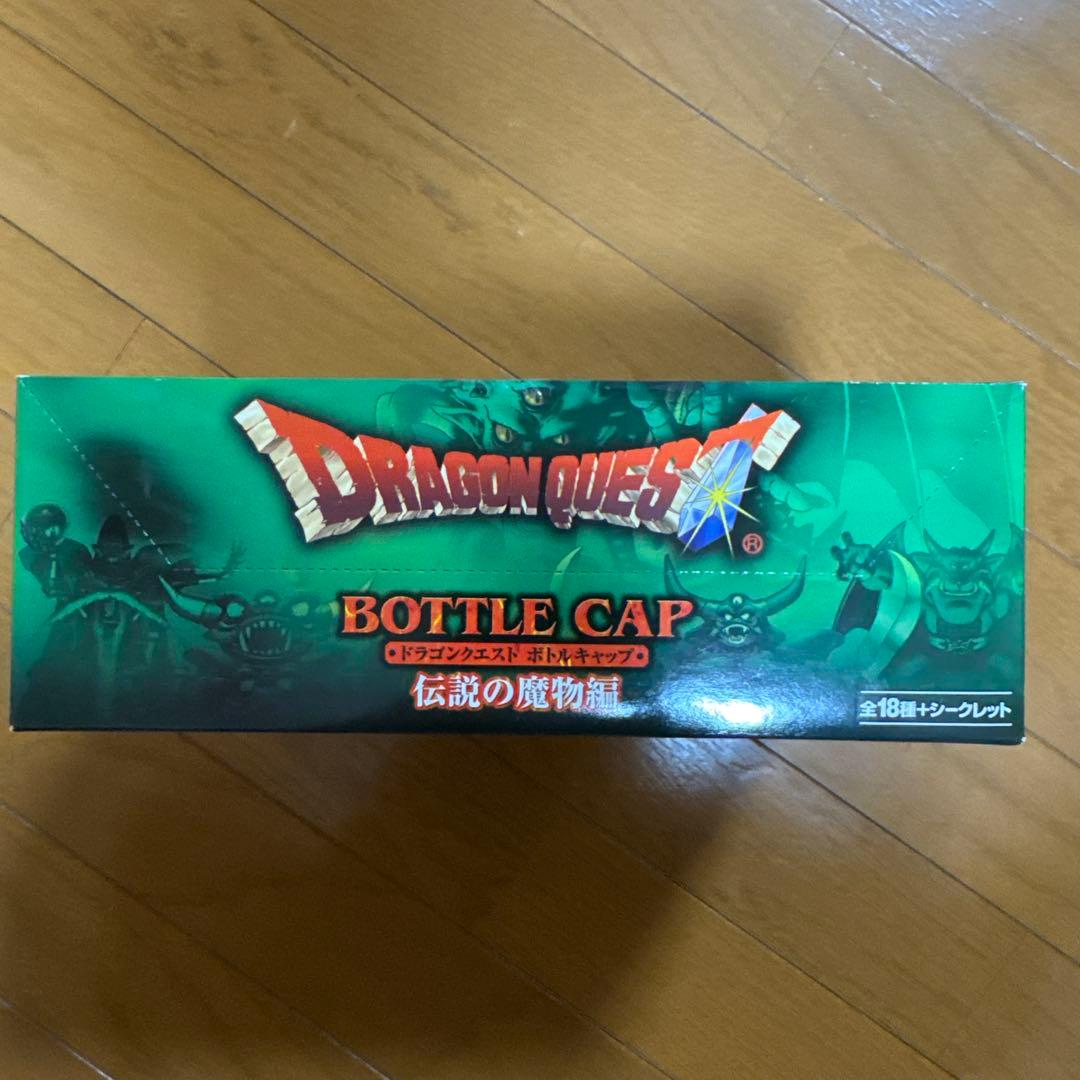 DRAGON QUEST
®
BOTTLE CAP
・ドラゴンクエスト ボトルキャップ・
伝説の魔物編
全18種+シークレット